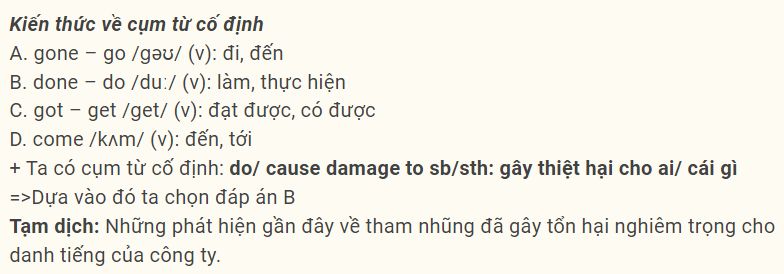 Kiến thức về cụm từ cố định
A. gone – go /gəʊ/ (v): đi, đến
B. done – do /duː/ (v): làm, thực hiện
C. got – get /ɡet/ (v): đạt được, có được
D. come /kʌm/ (v): đến, tới
+ Ta có cụm từ cố định: do/ cause damage to sb/sth: gây thiệt hại cho ai/ cái gì
=>Dựa vào đó ta chọn đáp án B
Tạm dịch: Những phát hiện gần đây về tham nhũng đã gây tổn hại nghiêm trọng cho
danh tiếng của công ty.